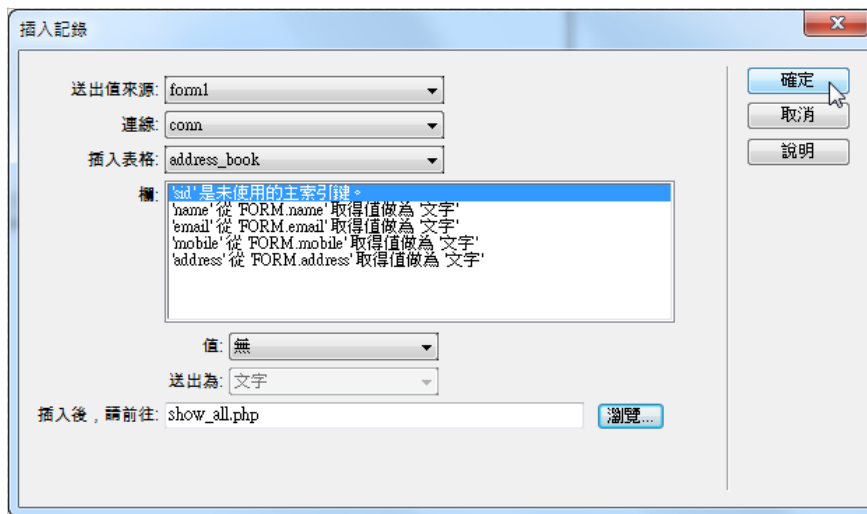 插入記錄
送出值來源: form1
連線: conn
插入表格: address_book
欄: 'sid' 是未使用的主索引鍵。
'name' 從 'FORM.name' 取得值做為 '文字'
'email' 從 'FORM.email' 取得值做為 '文字'
'mobile' 從 'FORM.mobile' 取得值做為 '文字'
'address' 從 'FORM.address' 取得值做為 '文字'
值: 無
送出為: 文字
插入後，請前往: show_all.php 瀏覽...
確定
取消
說明